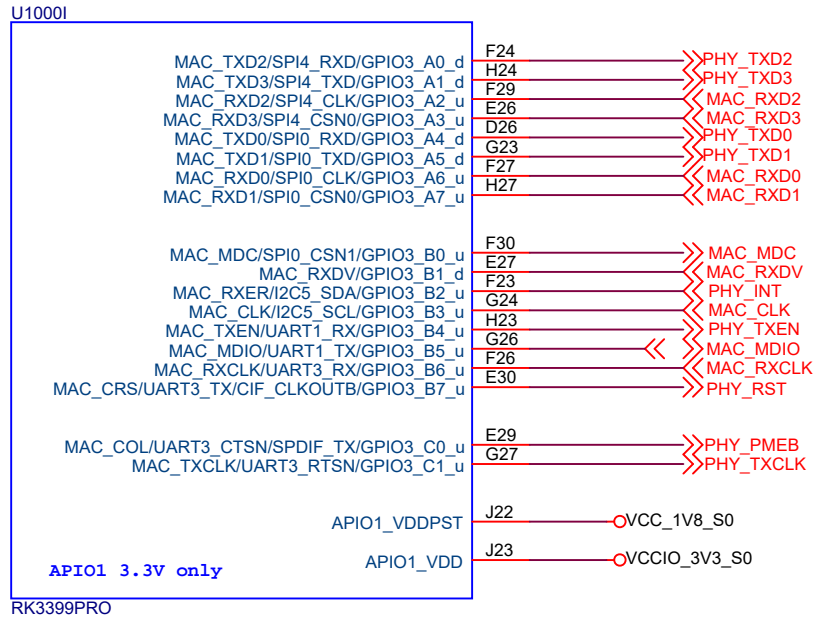 U1000I
MAC_TXD2/SPI4_RXD/GPIO3_A0_d F24 PHY_TXD2
MAC_TXD3/SPI4_TXD/GPIO3_A1_d H24 PHY_TXD3
MAC_RXD2/SPI4_CLK/GPIO3_A2_u F29 MAC_RXD2
MAC_RXD3/SPI4_CSN0/GPIO3_A3_u E26 MAC_RXD3
MAC_TXD0/SPI0_RXD/GPIO3_A4_d D26 PHY_TXD0
MAC_TXD1/SPI0_TXD/GPIO3_A5_d G23 PHY_TXD1
MAC_RXD0/SPI0_CLK/GPIO3_A6_u F27 MAC_RXD0
MAC_RXD1/SPI0_CSN0/GPIO3_A7_u H27 MAC_RXD1
MAC_MDC/SPI0_CSN1/GPIO3_B0_u F30 MAC_MDC
MAC_RXDV/GPIO3_B1_d E27 MAC_RXDV
MAC_RXER/I2C5_SDA/GPIO3_B2_u F23 PHY_INT
MAC_CLK/I2C5_SCL/GPIO3_B3_u G24 MAC_CLK
MAC_TXEN/UART1_RX/GPIO3_B4_u H23 PHY_TXEN
MAC_MDIO/UART1_TX/GPIO3_B5_u G26 MAC_MDIO
MAC_RXCLK/UART3_RX/GPIO3_B6_u F26 MAC_RXCLK
MAC_CRS/UART3_TX/CIF_CLKOUTB/GPIO3_B7_u E30 PHY_RST
MAC_COL/UART3_CTSN/SPDIF_TX/GPIO3_C0_u E29 PHY_PMEB
MAC_TXCLK/UART3_RTSN/GPIO3_C1_u G27 PHY_TXCLK
APIO1_VDDPST J22 VCC_1V8_S0
APIO1_VDD J23 VCCIO_3V3_S0
APIO1 3.3V only
RK3399PRO